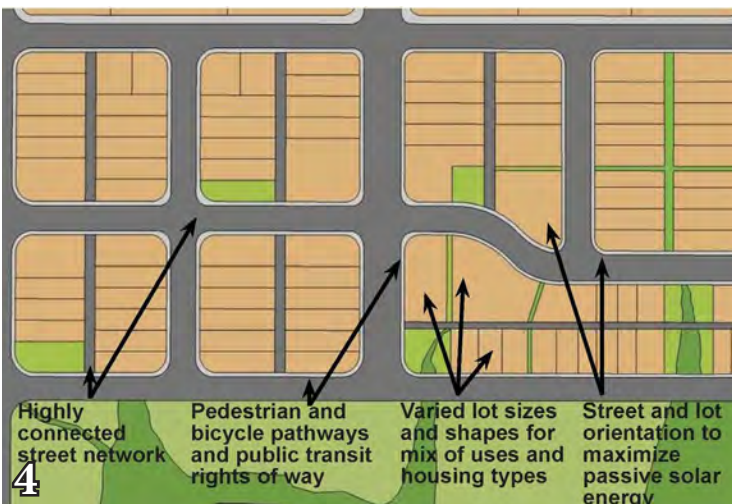 Highly
connected
street network
Pedestrian and
bicycle pathways
and public transit
rights of way
Varied lot sizes
and shapes for
mix of uses and
housing types
Street and lot
orientation to
maximize
passive solar
energy
4